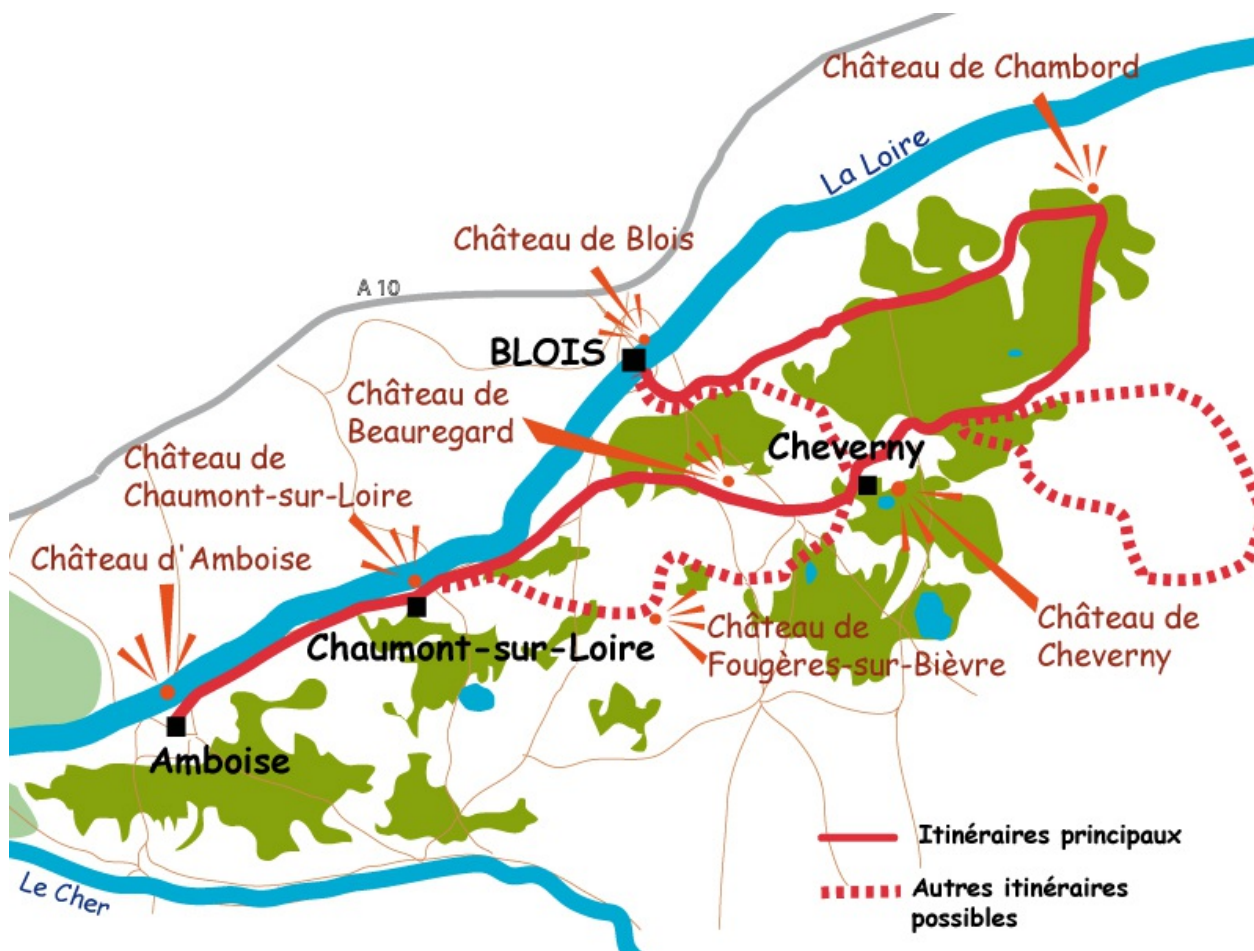 Château de Chambord
La Loire
Château de Blois
A 10
BLOIS
Château de
Beauregard
Cheverny
Château de
Chaumont-sur-Loire
Château d'Amboise
Château de
Cheverny
Château de
Fougères-sur-Bièvre
Chaumont-sur-Loire
Amboise
Itinéraires principaux
Autres itinéraires
possibles
Le Cher